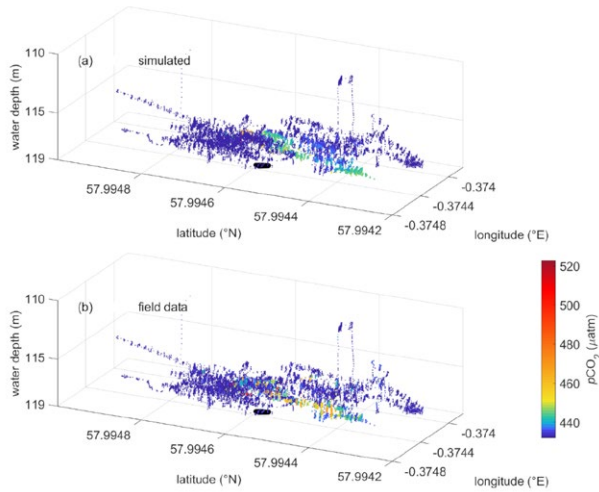 110
(a) simulated
water depth (m)
115
119
57.9948
57.9946
57.9944
57.9942
-0.374
-0.3744
-0.3748
latitude (°N)
longitude (°E)
110
(b) field data
water depth (m)
115
119
57.9948
57.9946
57.9944
57.9942
-0.374
-0.3744
-0.3748
latitude (°N)
longitude (°E)
520
500
480
460
440
pCO2 (μatm)